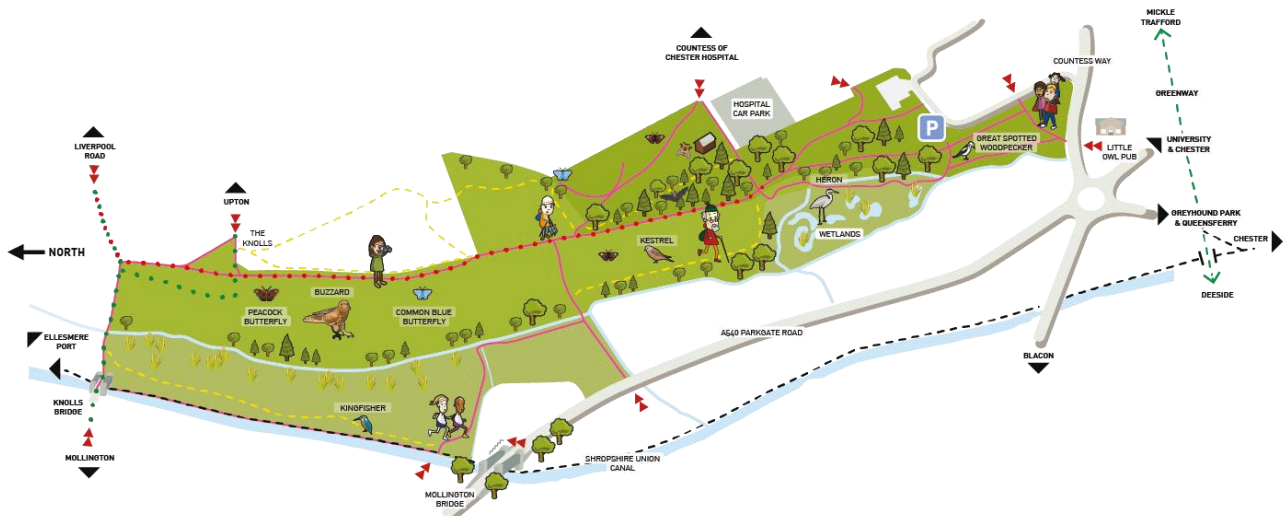 MICKLE
TRAFFORD
COUNTESS OF
CHESTER HOSPITAL
COUNTESS WAY
GREENWAY
HOSPITAL
CAR PARK
P
LIVERPOOL
ROAD
GREAT SPOTTED
WOODPECKER
LITTLE
OWL PUB
UNIVERSITY
& CHESTER
UPTON
HERON
THE
KNOLLS
GREYHOUND PARK
& QUEENSFERRY
WETLANDS
CHESTER
NORTH
KESTREL
BUZZARD
PEACOCK
BUTTERFLY
COMMON BLUE
BUTTERFLY
DEESIDE
A540 PARKGATE ROAD
ELLESMERE
PORT
BLACON
KNOLLS
BRIDGE
KINGFISHER
MOLLINGTON
SHROPSHIRE UNION
CANAL
MOLLINGTON
BRIDGE